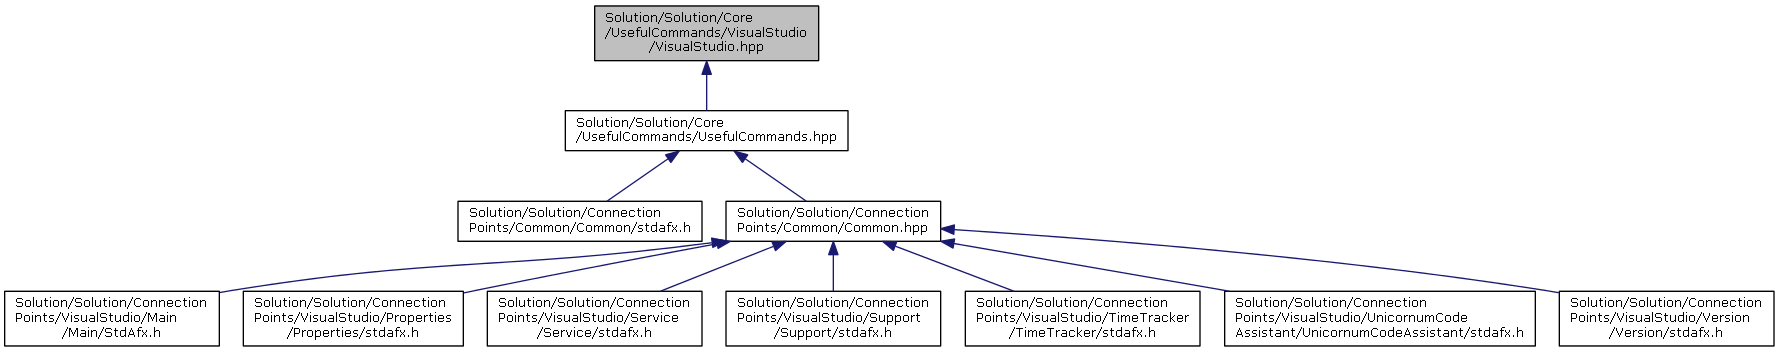 Solution/Solution/Core
/UsefulCommands/VisualStudio
/VisualStudio.hpp
Solution/Solution/Core
/UsefulCommands/UsefulCommands.hpp
Solution/Solution/Connection
Points/Common/Common/stdafx.h
Solution/Solution/Connection
Points/Common/Common.hpp
Solution/Solution/Connection
Points/VisualStudio/Main
/Main/StdAfx.h
Solution/Solution/Connection
Points/VisualStudio/Properties
/Properties/stdafx.h
Solution/Solution/Connection
Points/VisualStudio/Service
/Service/stdafx.h
Solution/Solution/Connection
Points/VisualStudio/Support
/Support/stdafx.h
Solution/Solution/Connection
Points/VisualStudio/TimeTracker
/TimeTracker/stdafx.h
Solution/Solution/Connection
Points/VisualStudio/UnicornumCode
Assistant/UnicornumCodeAssistant/stdafx.h
Solution/Solution/Connection
Points/VisualStudio/Version
/Version/stdafx.h